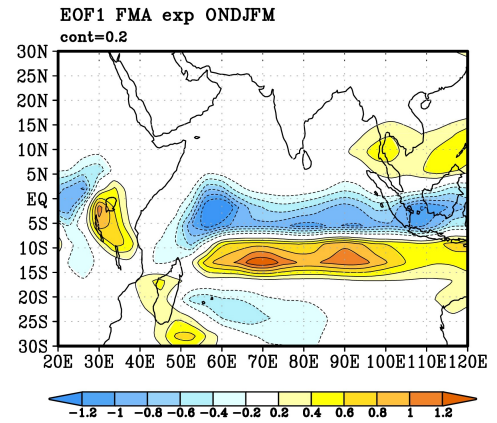 EOF1 FMA exp ONDJFM
cont=0.2
30N
25N
20N
15N
10N
5N
EQ
5S
10S
15S
20S
25S
30S
20E 30E 40E 50E 60E 70E 80E 90E 100E 110E 120E
-1.2 -1 -0.8 -0.6 -0.4 -0.2 0.2 0.4 0.6 0.8 1 1.2